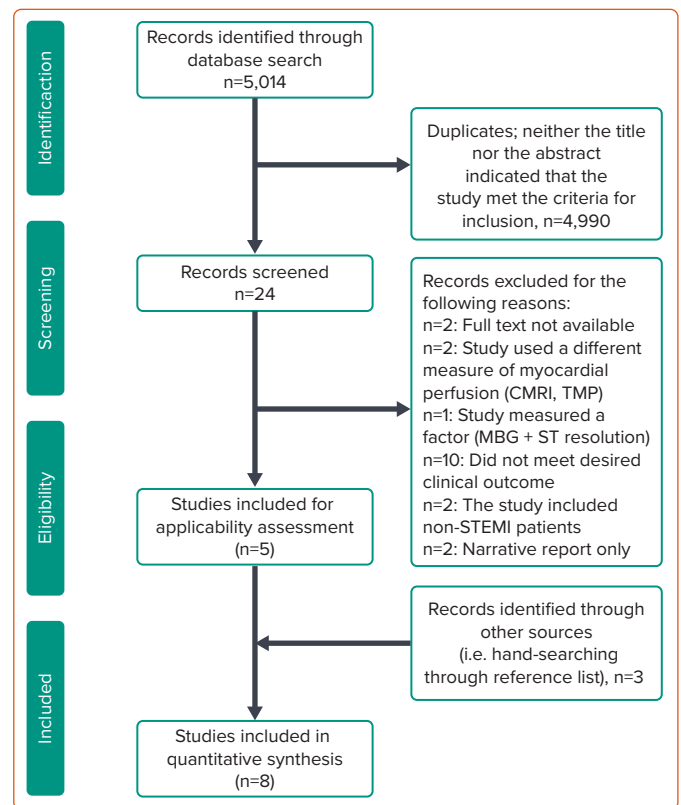 Identificaction
Records identified through
database search
n=5,014
Duplicates; neither the title
nor the abstract
indicated that the
study met the criteria for
inclusion, n=4,990
Screening
Records screened
n=24
Records excluded for the
following reasons:
n=2: Full text not available
n=2: Study used a different
measure of myocardial
perfusion (CMRI, TMP)
n=1: Study measured a
factor (MBG + ST resolution)
n=10: Did not meet desired
clinical outcome
n=2: The study included
non-STEMI patients
n=2: Narrative report only
Eligibility
Studies included for
applicability assessment
(n=5)
Records identified through
other sources
(i.e. hand-searching
through reference list), n=3
Included
Studies included in
quantitative synthesis
(n=8)